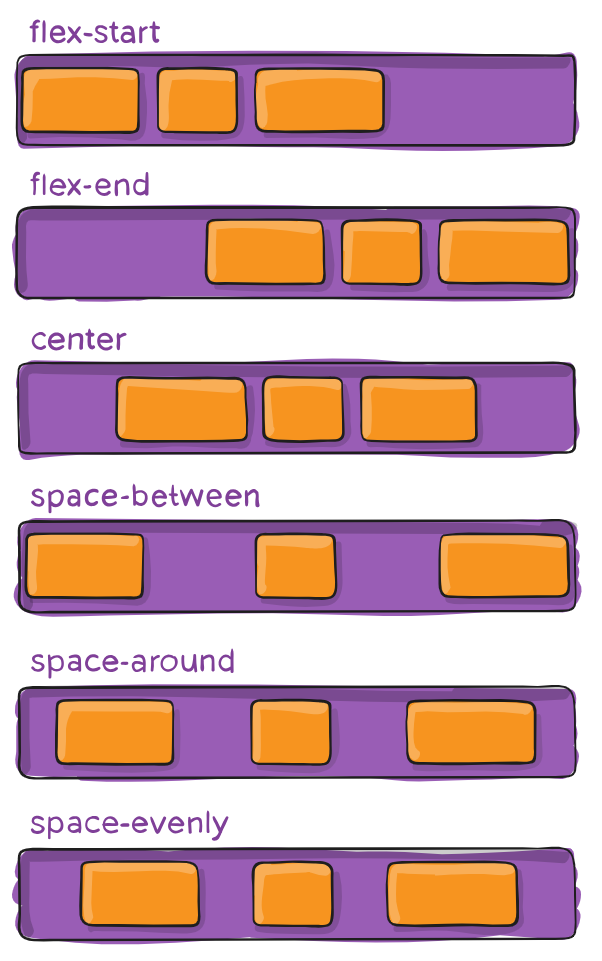 flex-start
flex-end
center
space-between
space-around
space-evenly